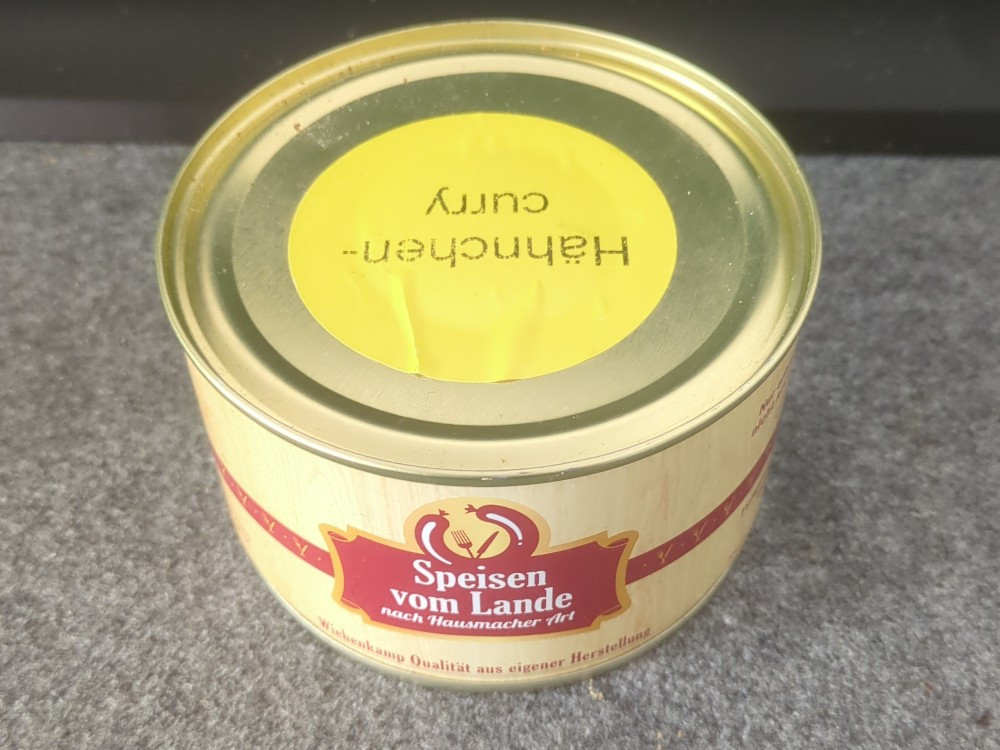 Hähnchen-
curry
Speisen
vom Lande
nach Hausmacher Art
Wiebenkamp Qualität aus eigener Herstellung